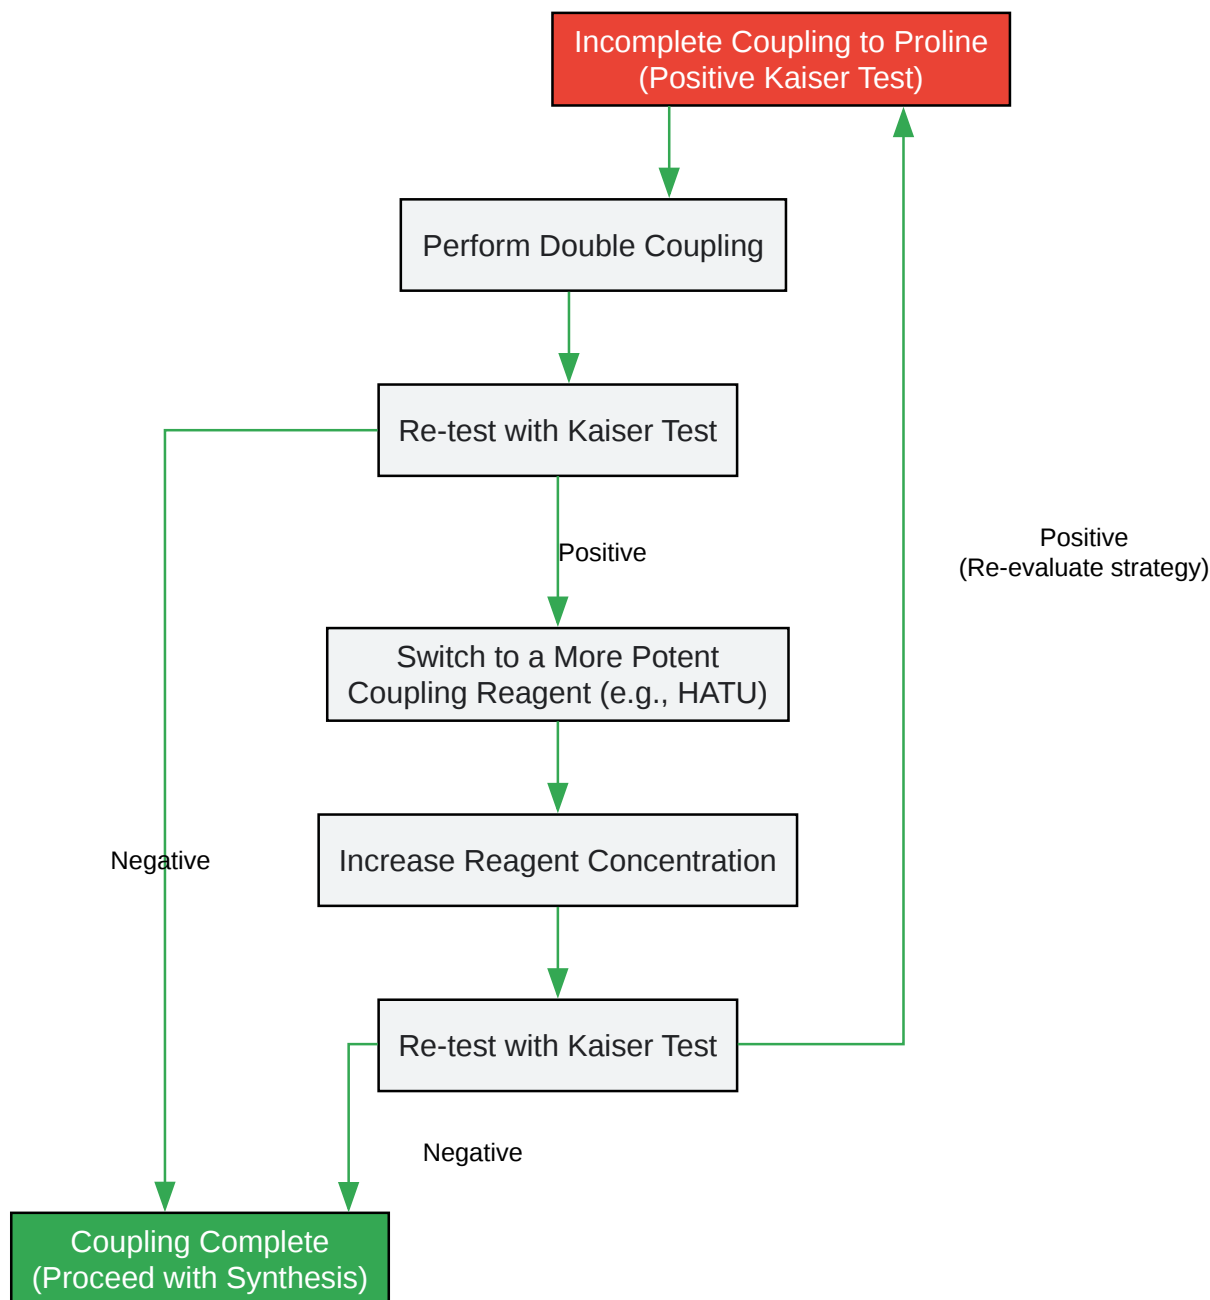 Incomplete Coupling to Proline
(Positive Kaiser Test)
Perform Double Coupling
Re-test with Kaiser Test
Positive
Positive
(Re-evaluate strategy)
Switch to a More Potent
Coupling Reagent (e.g., HATU)
Increase Reagent Concentration
Negative
Re-test with Kaiser Test
Negative
Coupling Complete
(Proceed with Synthesis)